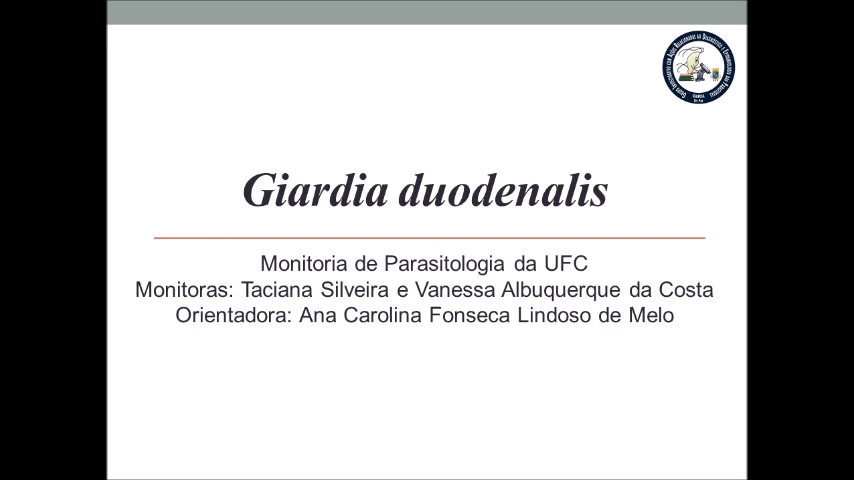 Giardia duodenalis
Monitoria de Parasitologia da UFC
Monitoras: Taciana Silveira e Vanessa Albuquerque da Costa
Orientadora: Ana Carolina Fonseca Lindoso de Melo